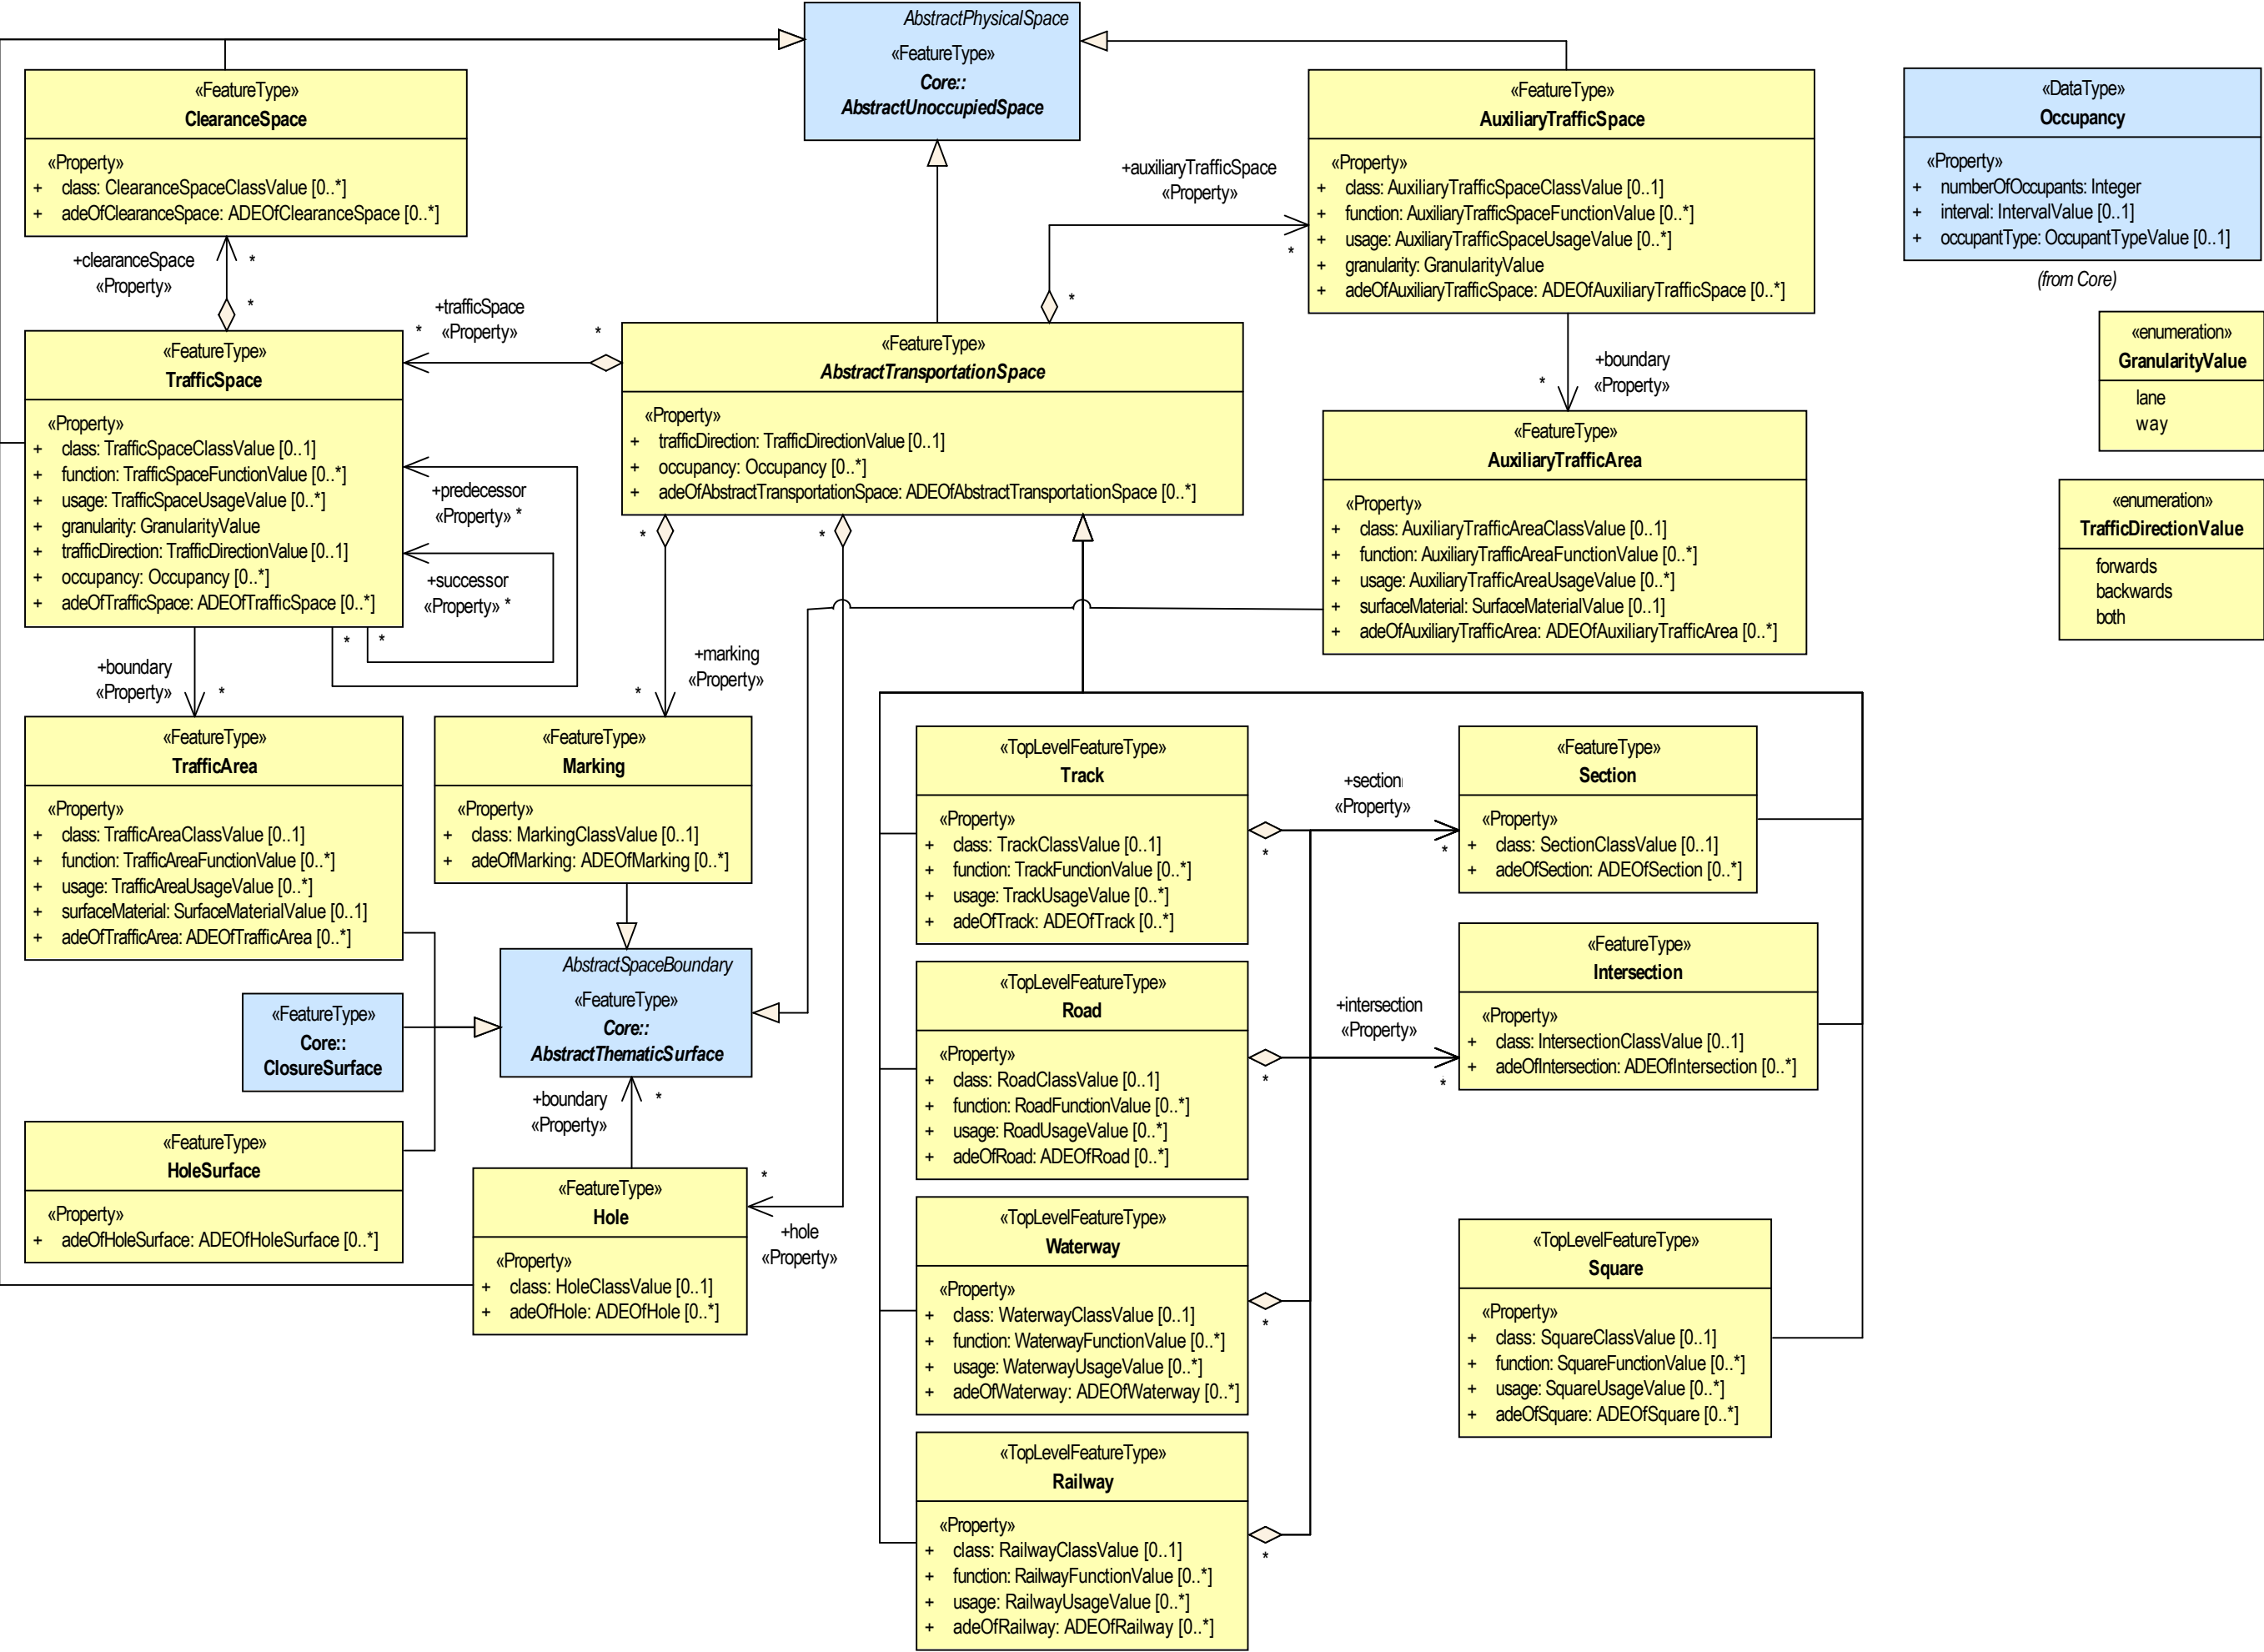 AbstractPhysicalSpace
«FeatureType»
Core::
AbstractUnoccupiedSpace
«FeatureType»
ClearanceSpace
«Property»
+ class: ClearanceSpaceClassValue [0..*]
+ adeOfClearanceSpace: ADEOfClearanceSpace [0..*]
«FeatureType»
AuxiliaryTrafficSpace
«Property»
+ class: AuxiliaryTrafficSpaceClassValue [0..1]
+ function: AuxiliaryTrafficSpaceFunctionValue [0..*]
+ usage: AuxiliaryTrafficSpaceUsageValue [0..*]
+ granularity: GranularityValue
+ adeOfAuxiliaryTrafficSpace: ADEOfAuxiliaryTrafficSpace [0..*]
«DataType»
Occupancy
«Property»
+ numberOfOccupants: Integer
+ interval: IntervalValue [0..1]
+ occupantType: OccupantTypeValue [0..1]
(from Core)
+auxiliaryTrafficSpace
«Property»
*
*
+clearanceSpace
«Property»
*
*
+trafficSpace
«Property»
*
*
«FeatureType»
TrafficSpace
«Property»
+ class: TrafficSpaceClassValue [0..1]
+ function: TrafficSpaceFunctionValue [0..*]
+ usage: TrafficSpaceUsageValue [0..*]
+ granularity: GranularityValue
+ trafficDirection: TrafficDirectionValue [0..1]
+ occupancy: Occupancy [0..*]
+ adeOfTrafficSpace: ADEOfTrafficSpace [0..*]
«FeatureType»
AbstractTransportationSpace
«Property»
+ trafficDirection: TrafficDirectionValue [0..1]
+ occupancy: Occupancy [0..*]
+ adeOfAbstractTransportationSpace: ADEOfAbstractTransportationSpace [0..*]
+boundary
«Property»
*
«enumeration»
GranularityValue
lane
way
«FeatureType»
AuxiliaryTrafficArea
«Property»
+ class: AuxiliaryTrafficAreaClassValue [0..1]
+ function: AuxiliaryTrafficAreaFunctionValue [0..*]
+ usage: AuxiliaryTrafficAreaUsageValue [0..*]
+ surfaceMaterial: SurfaceMaterialValue [0..1]
+ adeOfAuxiliaryTrafficArea: ADEOfAuxiliaryTrafficArea [0..*]
«enumeration»
TrafficDirectionValue
forwards
backwards
both
+predecessor
«Property» *
+successor
«Property» *
*
*
*
*
+boundary
«Property»
*
+marking
«Property»
*
«FeatureType»
TrafficArea
«Property»
+ class: TrafficAreaClassValue [0..1]
+ function: TrafficAreaFunctionValue [0..*]
+ usage: TrafficAreaUsageValue [0..*]
+ surfaceMaterial: SurfaceMaterialValue [0..1]
+ adeOfTrafficArea: ADEOfTrafficArea [0..*]
«FeatureType»
Marking
«Property»
+ class: MarkingClassValue [0..1]
+ adeOfMarking: ADEOfMarking [0..*]
«TopLevelFeatureType»
Track
«Property»
+ class: TrackClassValue [0..1]
+ function: TrackFunctionValue [0..*]
+ usage: TrackUsageValue [0..*]
+ adeOfTrack: ADEOfTrack [0..*]
*
+section
«Property»
*
«FeatureType»
Section
«Property»
+ class: SectionClassValue [0..1]
+ adeOfSection: ADEOfSection [0..*]
«FeatureType»
Intersection
«Property»
+ class: IntersectionClassValue [0..1]
+ adeOfIntersection: ADEOfIntersection [0..*]
AbstractSpaceBoundary
«FeatureType»
Core::
AbstractThematicSurface
«FeatureType»
Core::
ClosureSurface
«TopLevelFeatureType»
Road
«Property»
+ class: RoadClassValue [0..1]
+ function: RoadFunctionValue [0..*]
+ usage: RoadUsageValue [0..*]
+ adeOfRoad: ADEOfRoad [0..*]
*
+intersection
«Property»
*
+boundary
«Property»
*
«FeatureType»
HoleSurface
«Property»
+ adeOfHoleSurface: ADEOfHoleSurface [0..*]
«FeatureType»
Hole
«Property»
+ class: HoleClassValue [0..1]
+ adeOfHole: ADEOfHole [0..*]
*
+hole
«Property»
«TopLevelFeatureType»
Waterway
«Property»
+ class: WaterwayClassValue [0..1]
+ function: WaterwayFunctionValue [0..*]
+ usage: WaterwayUsageValue [0..*]
+ adeOfWaterway: ADEOfWaterway [0..*]
*
«TopLevelFeatureType»
Square
«Property»
+ class: SquareClassValue [0..1]
+ function: SquareFunctionValue [0..*]
+ usage: SquareUsageValue [0..*]
+ adeOfSquare: ADEOfSquare [0..*]
«TopLevelFeatureType»
Railway
«Property»
+ class: RailwayClassValue [0..1]
+ function: RailwayFunctionValue [0..*]
+ usage: RailwayUsageValue [0..*]
+ adeOfRailway: ADEOfRailway [0..*]
*